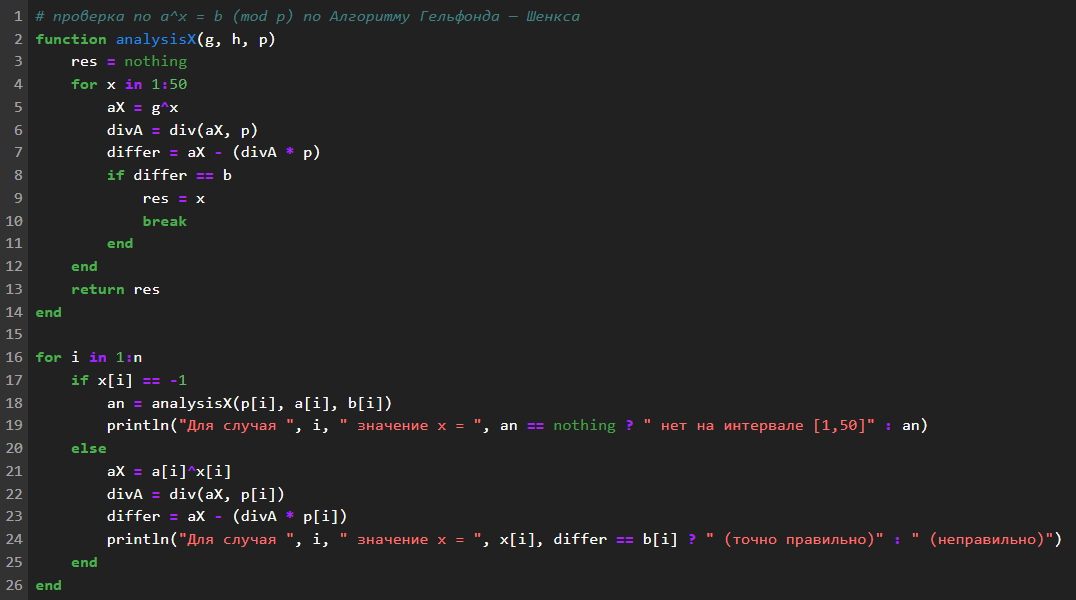 1 # проверка по a^x = b (mod p) по Алгоритму Гельфонда — Шенкса
2 function analysisX(g, h, p)
3     res = nothing
4     for x in 1:50
5         aX = g^x
6         divA = div(aX, p)
7         differ = aX - (divA * p)
8         if differ == b
9             res = x
10             break
11         end
12     end
13     return res
14 end
15
16 for i in 1:n
17     if x[i] == -1
18         an = analysisX(p[i], a[i], b[i])
19         println("Для случая ", i, " значение x = ", an == nothing ? " нет на интервале [1,50]" : an)
20     else
21         aX = a[i]^x[i]
22         divA = div(aX, p[i])
23         differ = aX - (divA * p[i])
24         println("Для случая ", i, " значение x = ", x[i], differ == b[i] ? " (точно правильно)" : " (неправильно)")
25     end
26 end